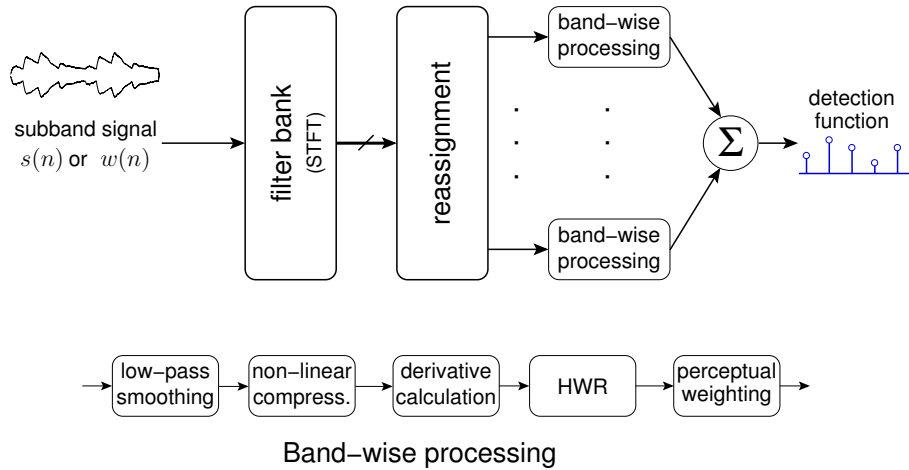 band−wise
processing
subband signal
s(n) or w(n)
filter bank
(STFT)
reassignment
Σ
detection
function
band−wise
processing
low−pass
smoothing
non−linear
compress.
derivative
calculation
HWR
perceptual
weighting
Band−wise processing